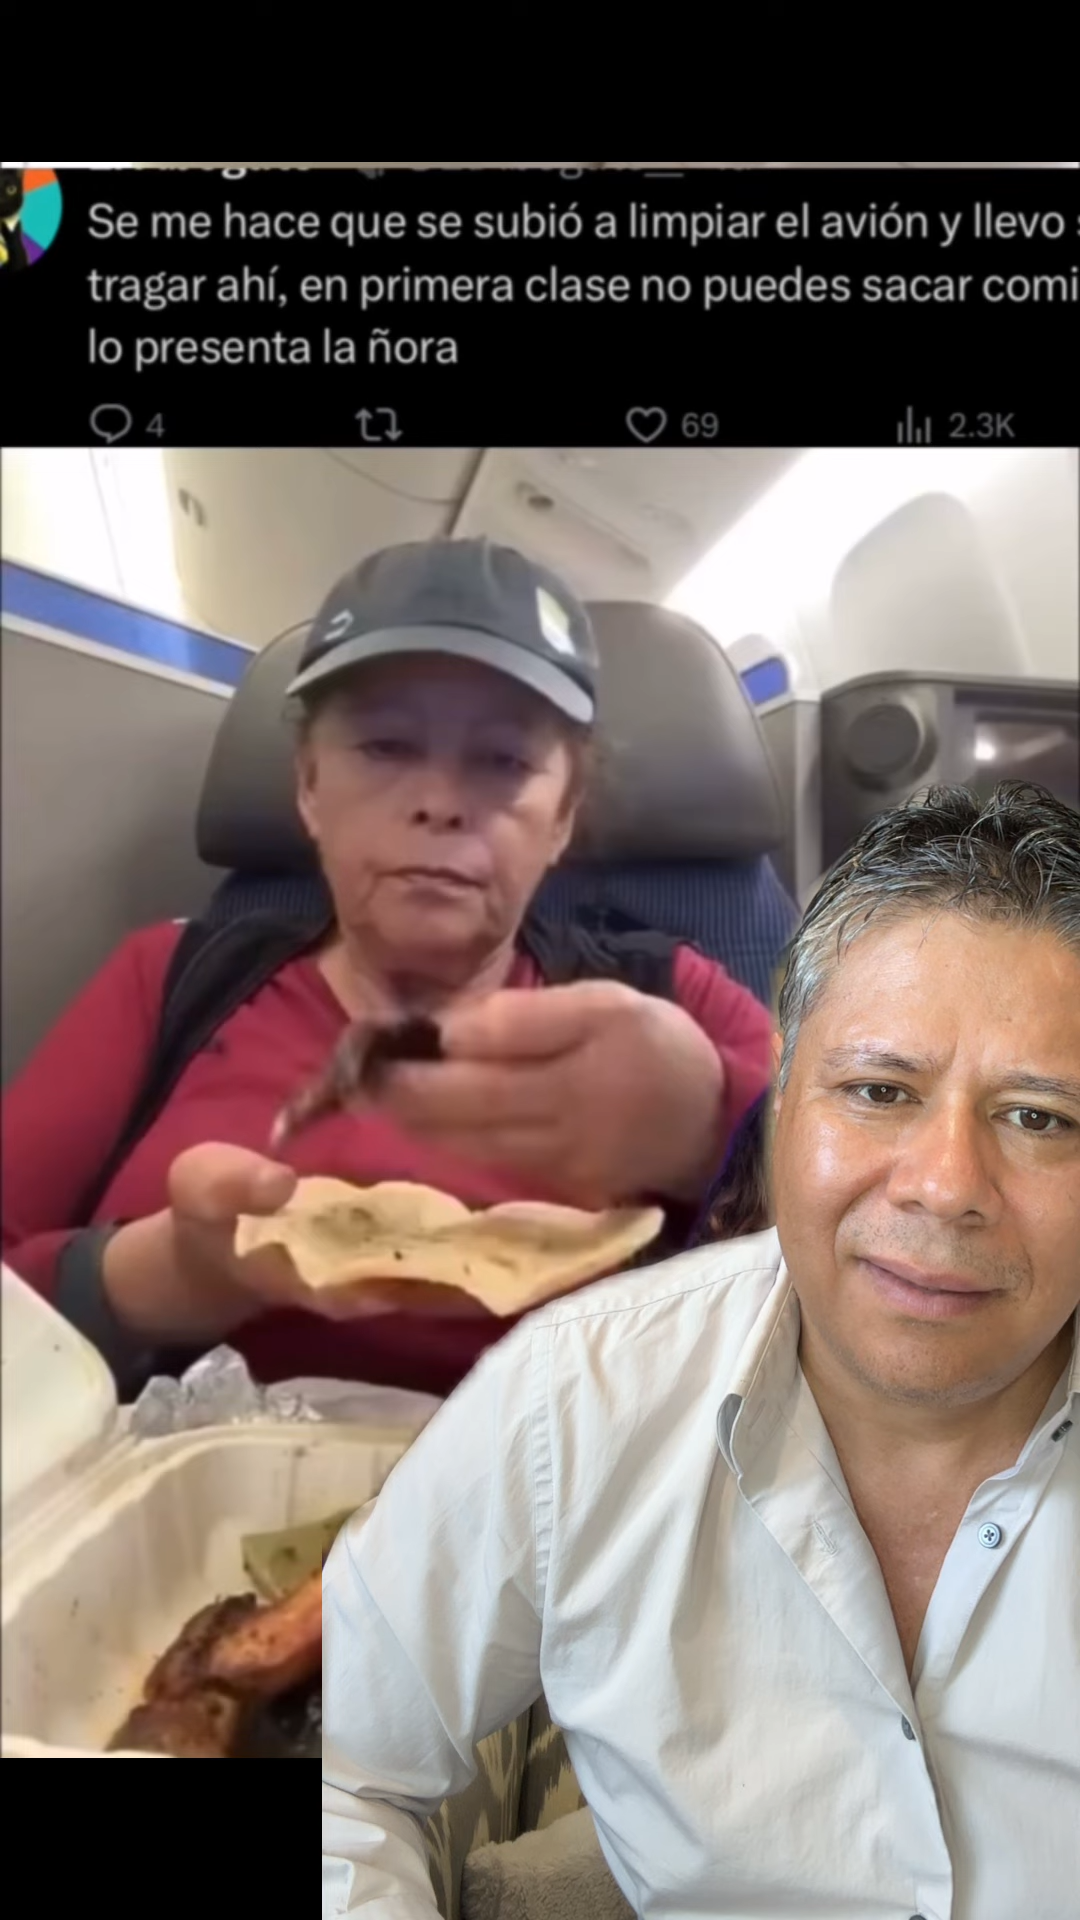 Se me hace que se subió a limpiar el avión y llevo
tragar ahí, en primera clase no puedes sacar comi
lo presenta la ñora
4
69
2.3K